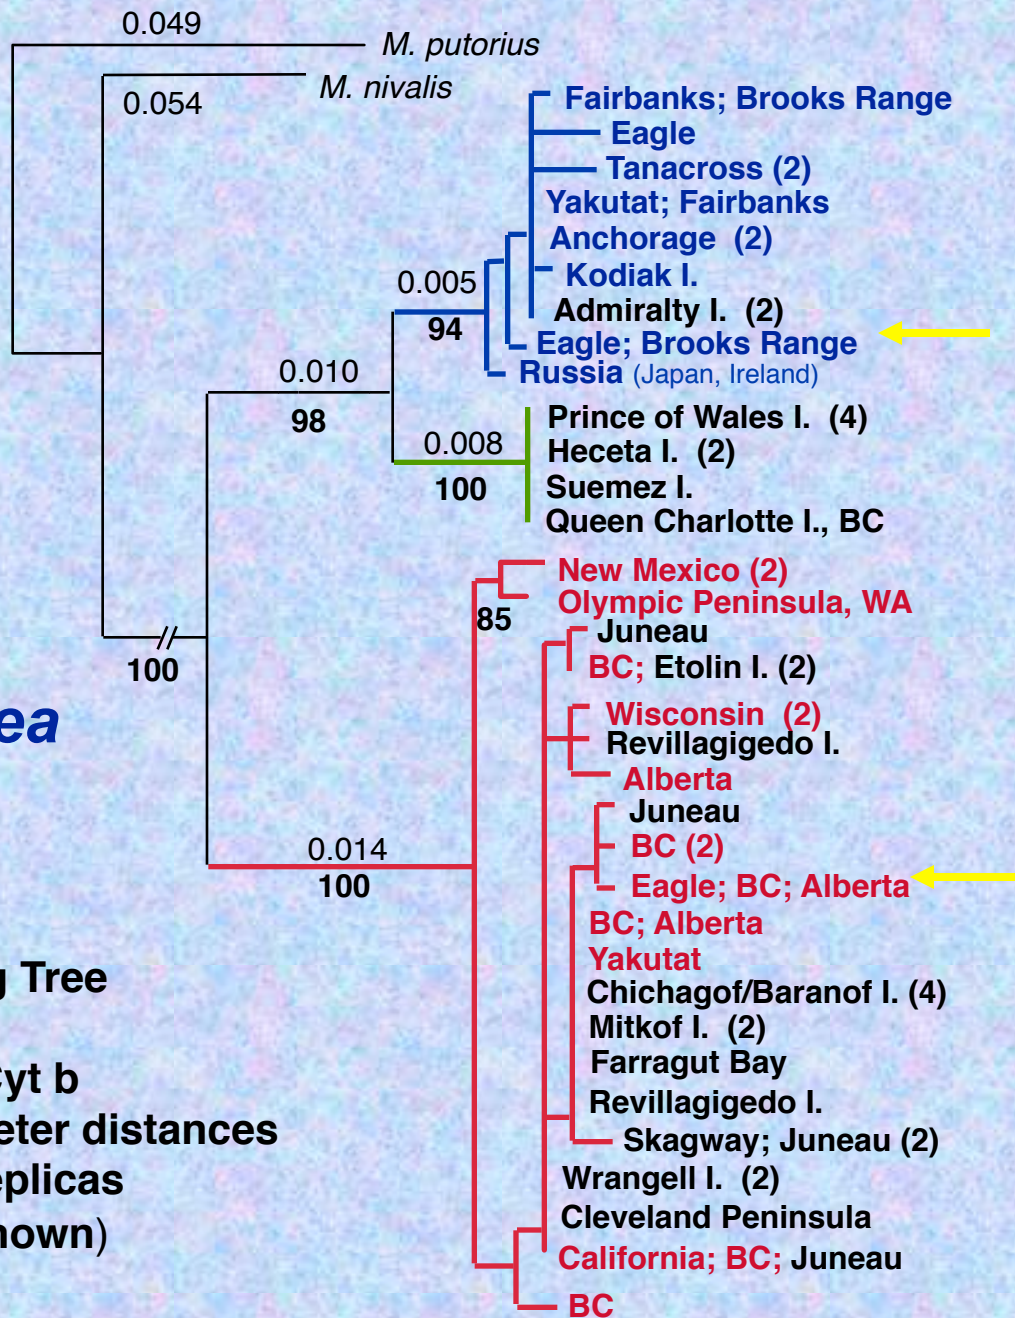 0.049
M. putorius
M. nivalis
0.054
Fairbanks; Brooks Range
Eagle
Tanacross (2)
Yakutat; Fairbanks
Anchorage (2)
0.005
Kodiak I.
Admiralty I. (2)
94
Eagle; Brooks Range
0.010
Russia (Japan, Ireland)
98
Prince of Wales I. (4)
0.008
Heceta I. (2)
100
Suemez I.
Queen Charlotte I., BC
New Mexico (2)
Olympic Peninsula, WA
85
Juneau
100
BC; Etolin I. (2)
ea
Wisconsin (2)
Revillagigedo I.
Alberta
Juneau
0.014
BC (2)
100
Eagle; BC; Alberta
BC; Alberta
Yakutat
g Tree
Chichagof/Baranof I. (4)
Mitkof I. (2)
Farragut Bay
Cyt b
Revillagigedo I.
eter distances
Skagway; Juneau (2)
eplicas
Wrangell I. (2)
Cleveland Peninsula
nown)
California; BC; Juneau
BC